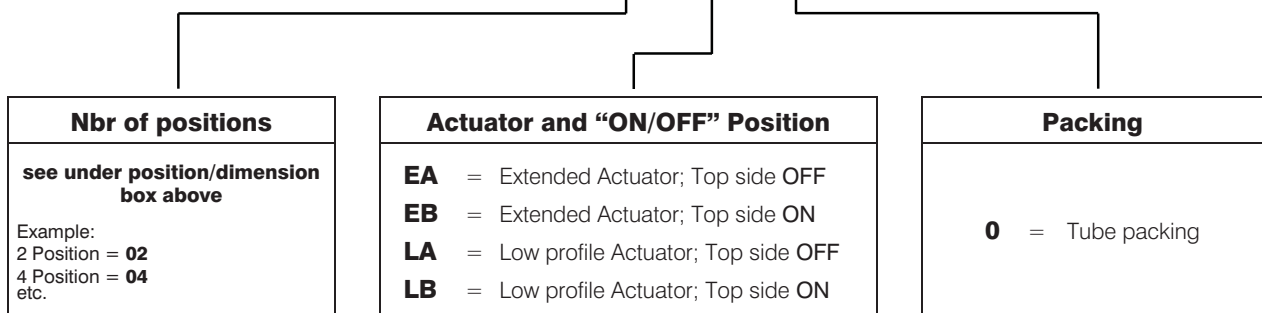 Nbr of positions
see under position/dimension
box above
Example:
2 Position = 02
4 Position = 04
etc.
Actuator and “ON/OFF” Position
EA = Extended Actuator; Top side OFF
EB = Extended Actuator; Top side ON
LA = Low profile Actuator; Top side OFF
LB = Low profile Actuator; Top side ON
Packing
0 = Tube packing